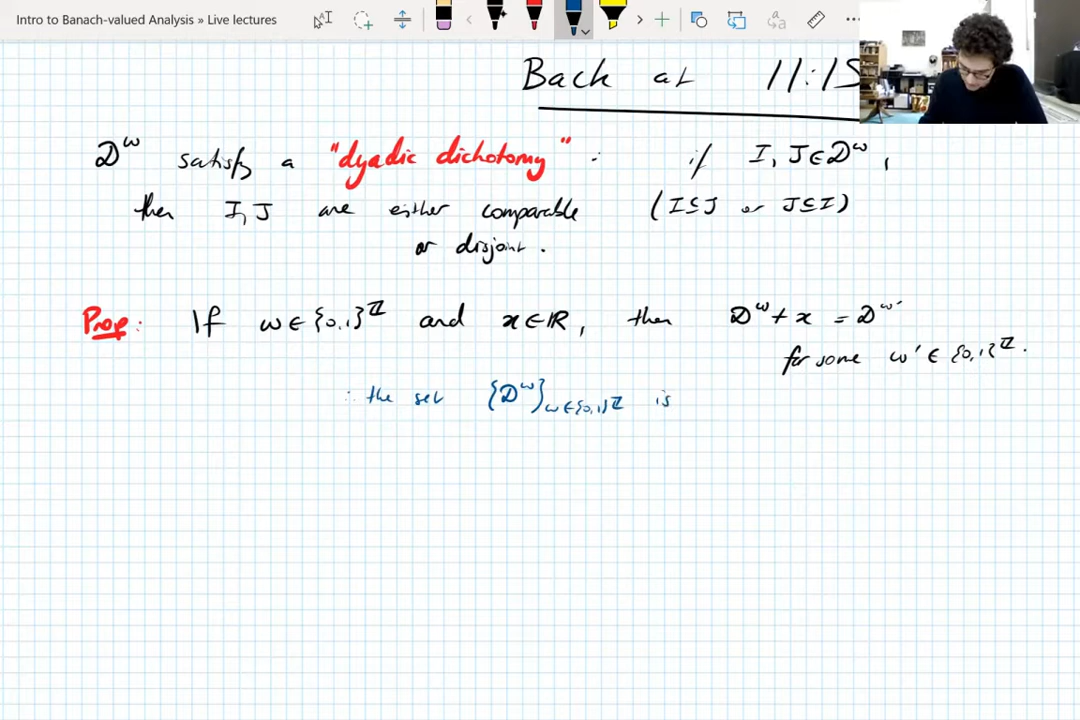 Intro to Banach-valued Analysis » Live lectures
Back at 11:15
𝒟^ω satisfy a "dyadic dichotomy" : if I, J ∈ 𝒟^ω,
then I, J are either comparable (I ⊆ J or J ⊆ I)
or disjoint.
Prop: If ω ∈ {0,1}^ℤ and x ∈ ℝ, then 𝒟^ω + x = 𝒟^ω′
for some ω′ ∈ {0,1}^ℤ.
∴ the set {𝒟^ω}_ω∈{0,1}^ℤ is